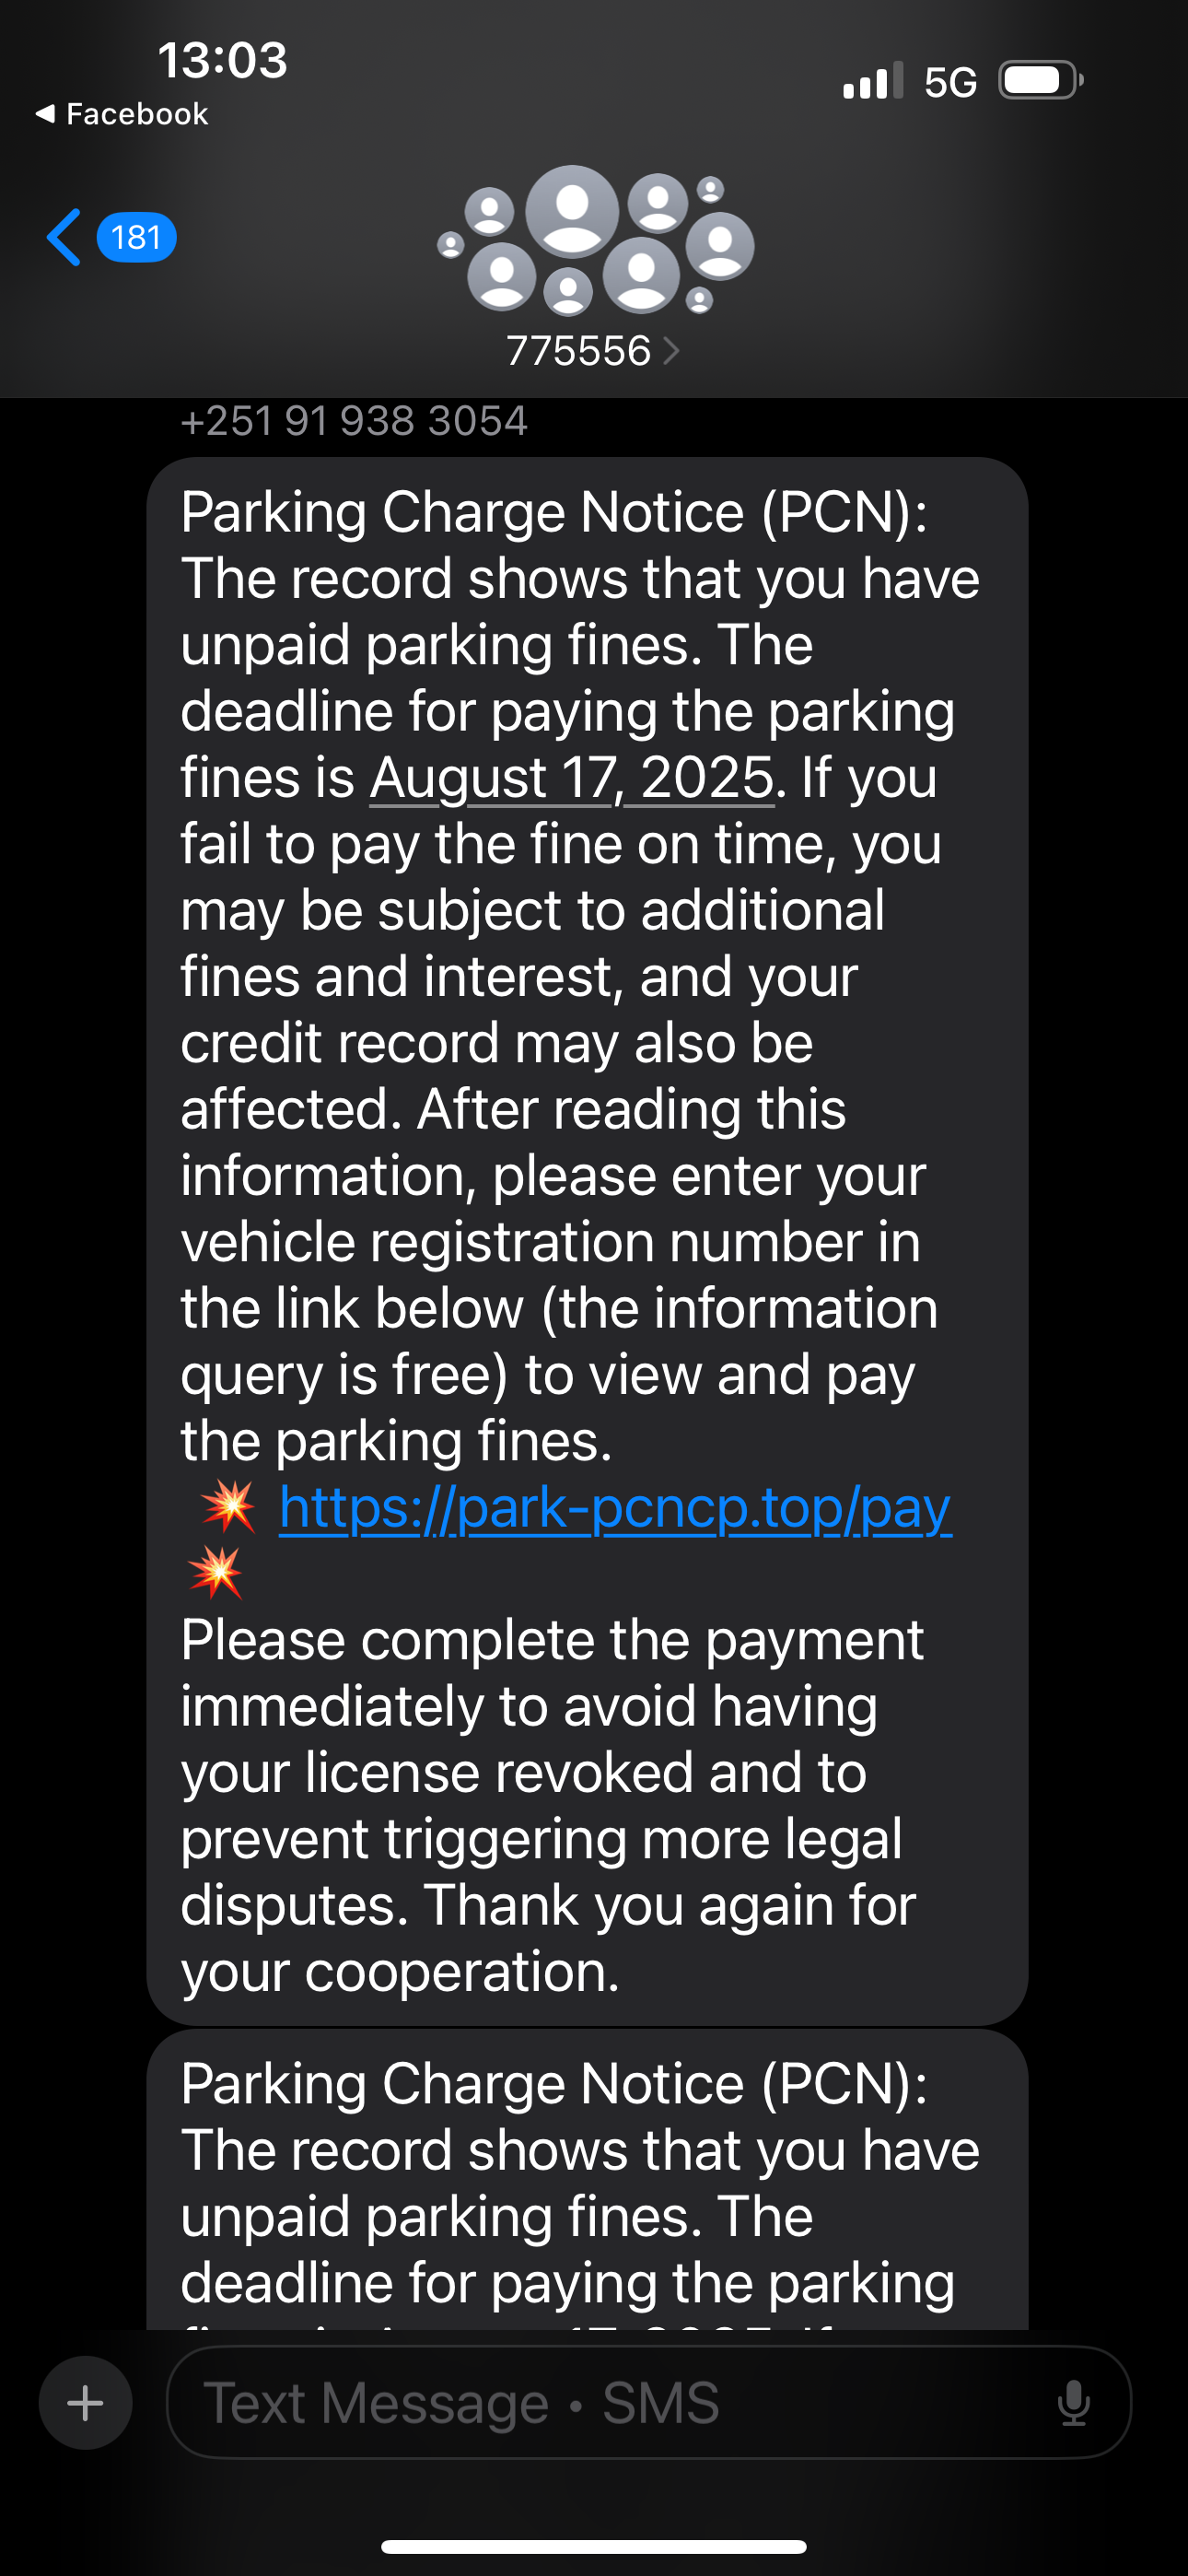 13:03
5G
◀ Facebook
181
775556
+251 91 938 3054
Parking Charge Notice (PCN):
The record shows that you have
unpaid parking fines. The
deadline for paying the parking
fines is August 17, 2025. If you
fail to pay the fine on time, you
may be subject to additional
fines and interest, and your
credit record may also be
affected. After reading this
information, please enter your
vehicle registration number in
the link below (the information
query is free) to view and pay
the parking fines.
💥 https://park-pcncp.top/pay
💥
Please complete the payment
immediately to avoid having
your license revoked and to
prevent triggering more legal
disputes. Thank you again for
your cooperation.
Parking Charge Notice (PCN):
The record shows that you have
unpaid parking fines. The
deadline for paying the parking
Text Message • SMS